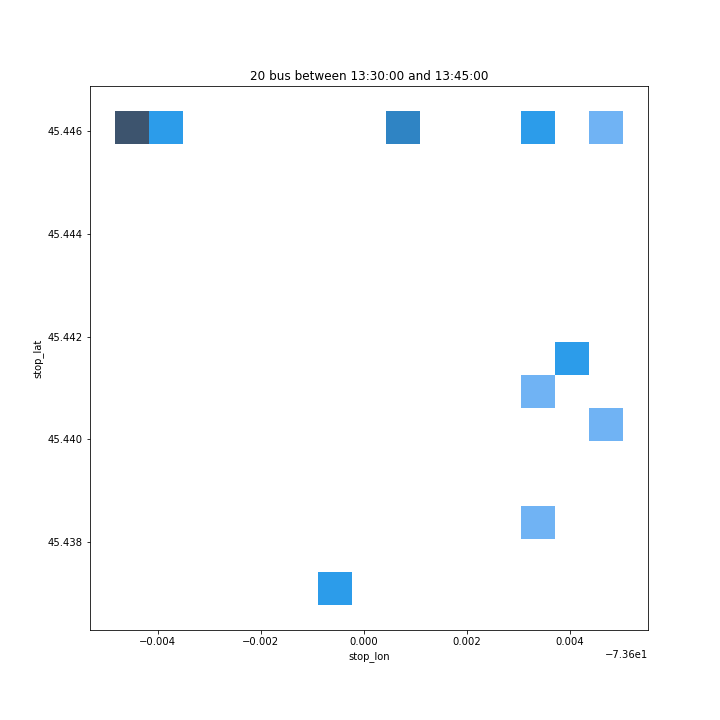 20 bus between 13:30:00 and 13:45:00
45.446
45.444
45.442
45.440
45.438
stop_lat
−0.004 −0.002 0.000 0.002 0.004
stop_lon
−7.36e1